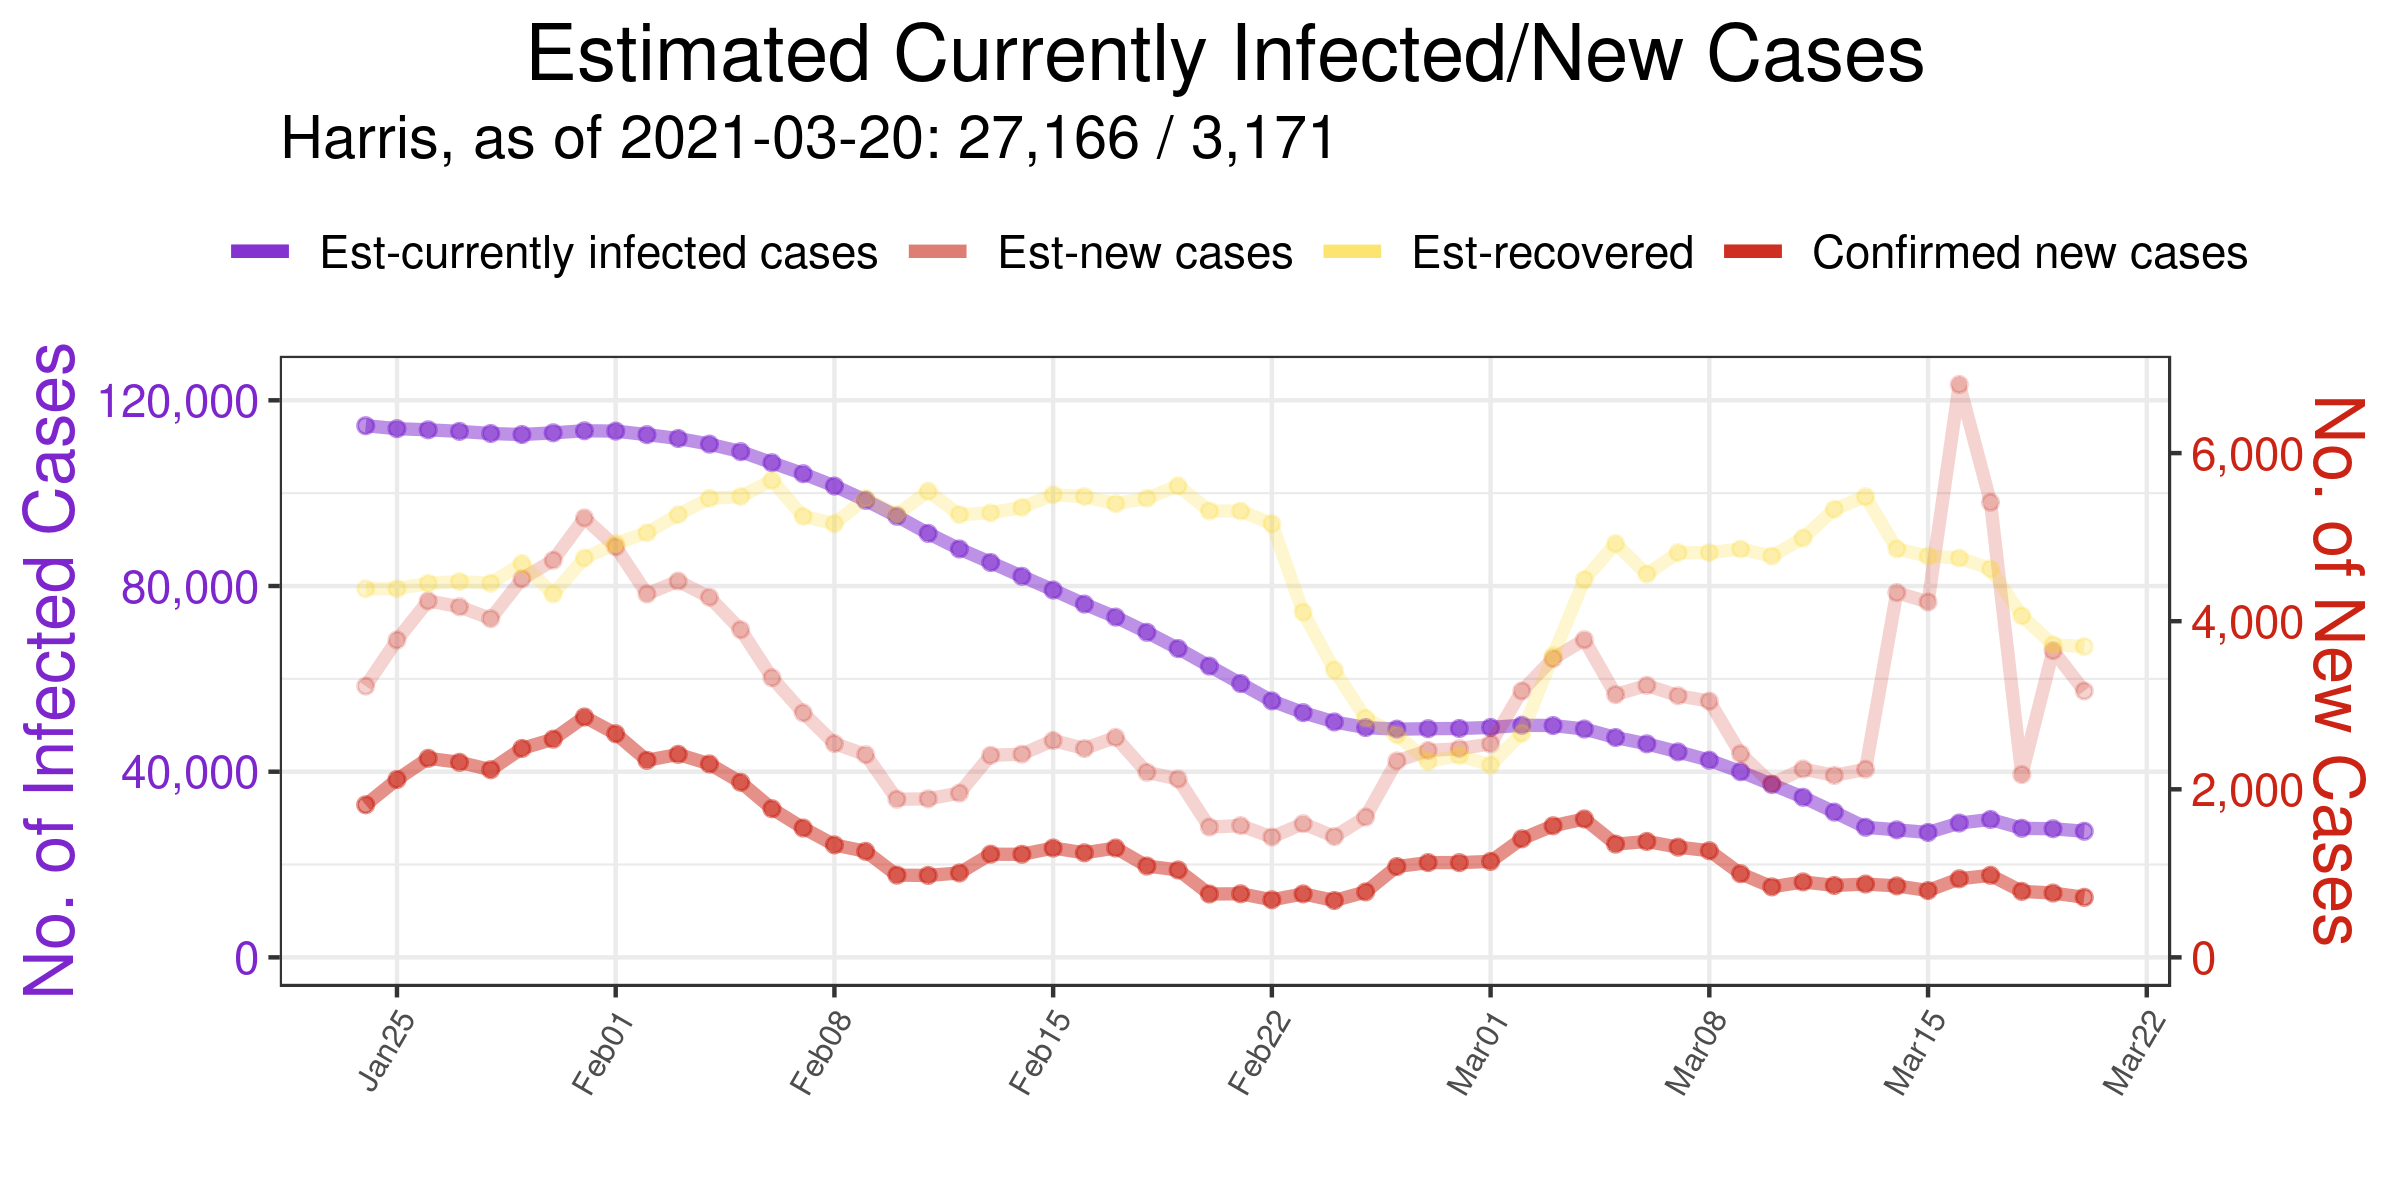 Estimated Currently Infected/New Cases
Harris, as of 2021-03-20: 27,166 / 3,171
Est-currently infected cases Est-new cases Est-recovered Confirmed new cases
No. of Infected Cases
120,000
80,000
40,000
0
6,000
4,000
2,000
0
No. of New Cases
Jan25 Feb01 Feb08 Feb15 Feb22 Mar01 Mar08 Mar15 Mar22